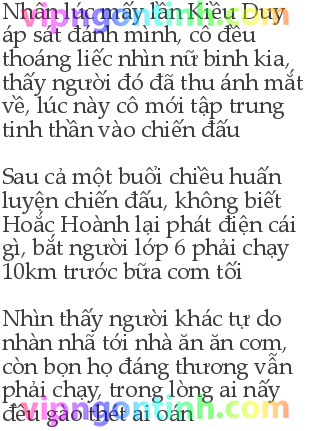 Nhân lúc mấy lần Kiều Duy
áp sát đánh mình, cô đều
thoáng liếc nhìn nữ binh kia,
thấy người đó đã thu ánh mắt
về, lúc này cô mới tập trung
tinh thần vào chiến đấu
Sau cả một buổi chiều huấn
luyện chiến đấu, không biết
Hoắc Hoành lại phát điện cái
gì, bắt người lớp 6 phải chạy
10km trước bữa cơm tối
Nhìn thấy người khác tự do
nhàn nhã tới nhà ăn ăn cơm,
còn bọn họ đáng thương vẫn
phải chạy, trong lòng ai nấy
đều gào thét ai oán
vipngontinh.com
vipngontinh.com
vipngontinh.com